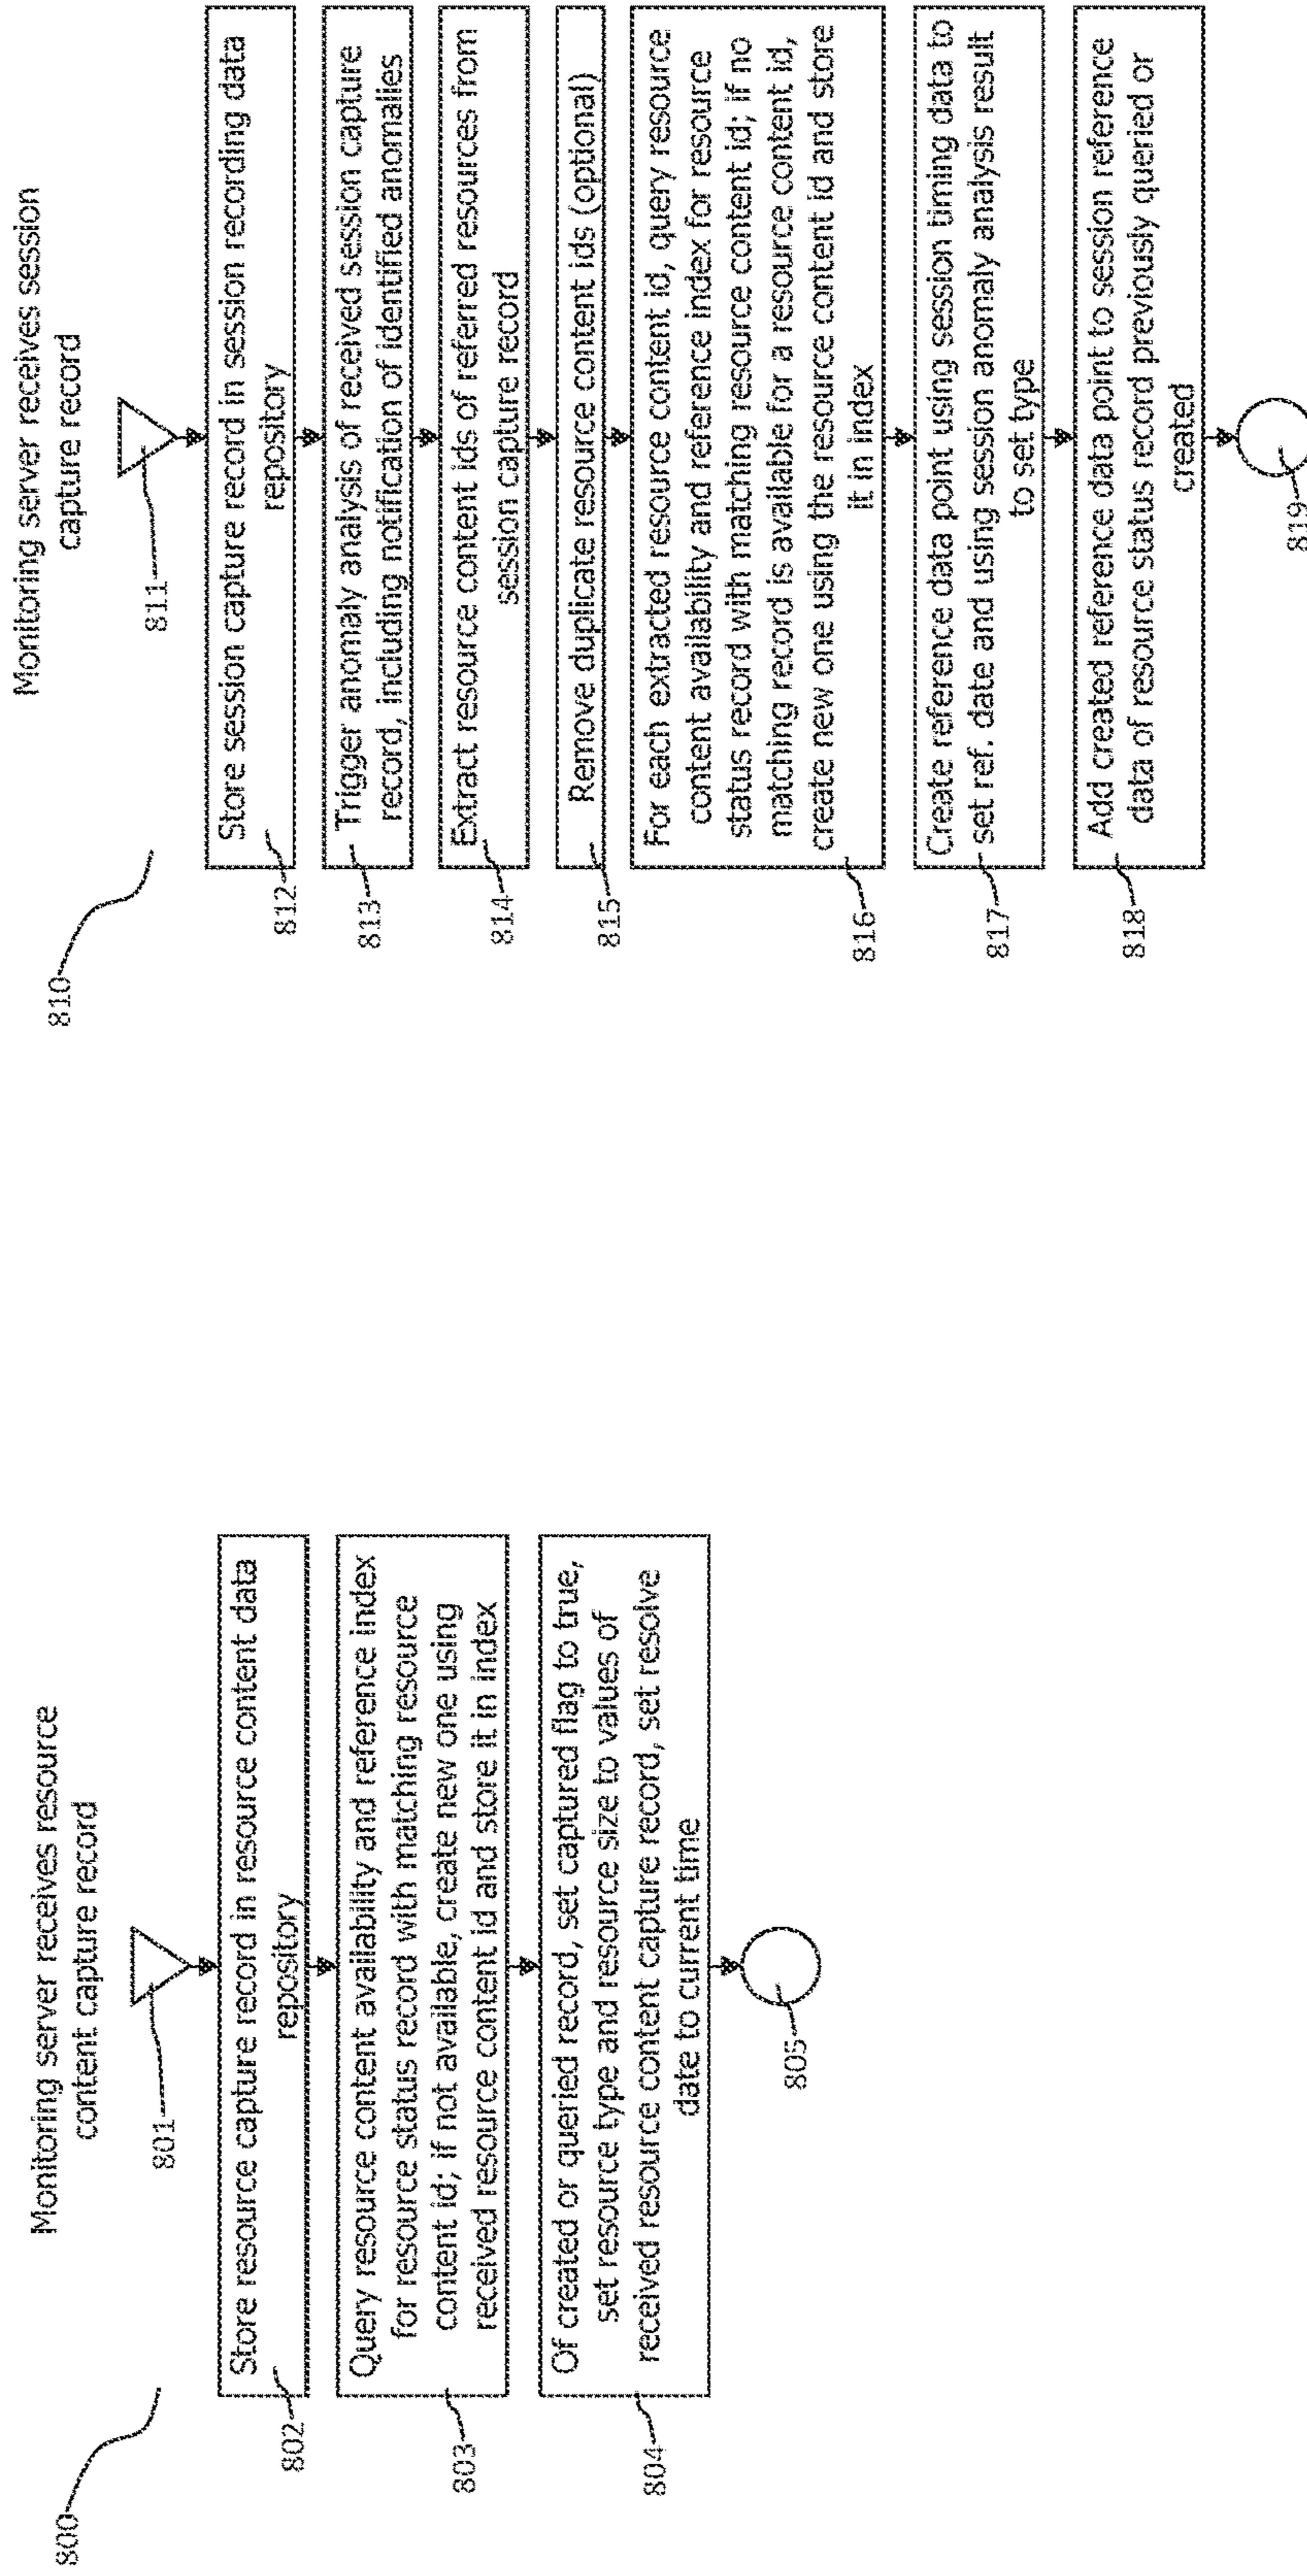 800
Monitoring server receives resource
content capture record
801
Store resource capture record in resource content data
repository
802
Query resource content availability and reference index
for resource status record with matching resource
content id; if not available, create new one using
received resource content id and store it in index
803
Of created or queried record, set captured flag to true,
set resource type and resource size to values of
received resource content capture record, set resolve
date to current time
804
805
810
Monitoring server receives session
capture record
811
Store session capture record in session recording data
repository
812
Trigger anomaly analysis of received session capture
record, including notification of identified anomalies
813
Extract resource content ids of referred resources from
session capture record
814
Remove duplicate resource content ids (optional)
815
For each extracted resource content id, query resource
content availability and reference index for resource
status record with matching resource content id; if no
matching record is available for a resource content id,
create new one using the resource content id and store
it in index
816
Create reference data point using session timing data to
set ref. date and using session anomaly analysis result
to set type
817
Add created reference data point to session reference
data of resource status record previously queried or
created
818
819